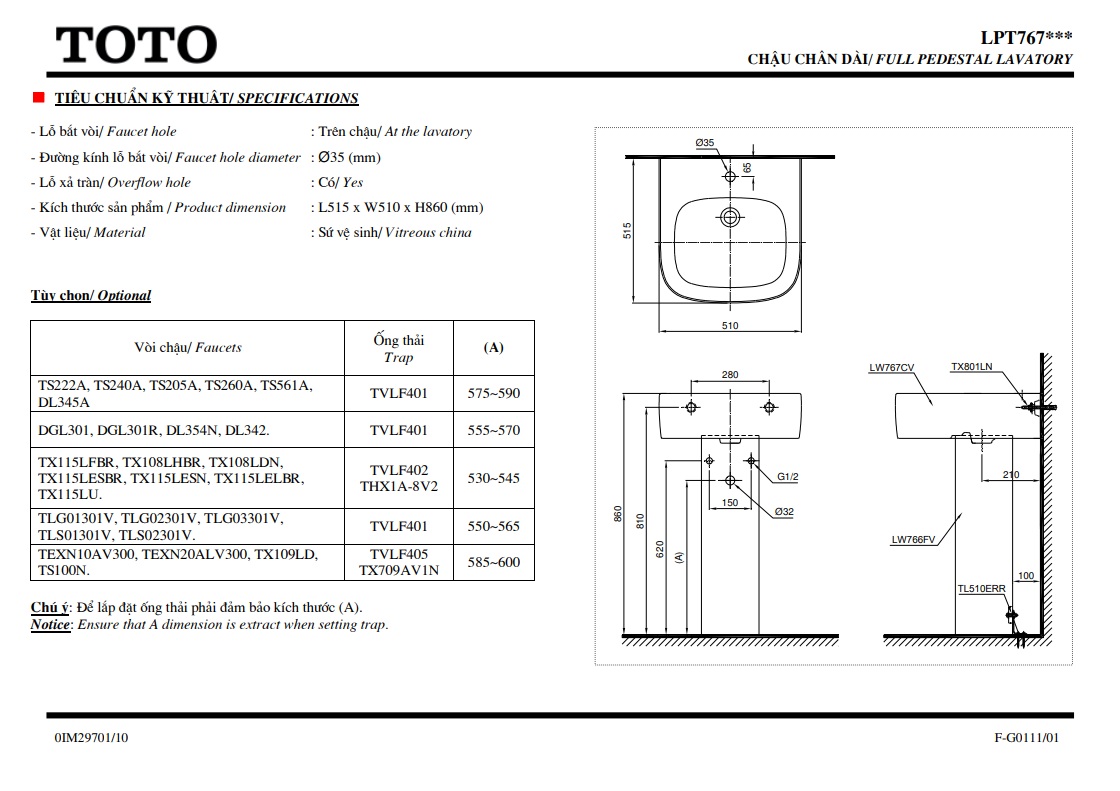 TOTO
LPT767***
CHẬU CHÂN DÀI/ FULL PEDESTAL LAVATORY
TIÊU CHUẨN KỸ THUẬT/ SPECIFICATIONS
- Lỗ bắt vòi/ Faucet hole : Trên chậu/ At the lavatory
- Đường kính lỗ bắt vòi/ Faucet hole diameter : Ø35 (mm)
- Lỗ xả tràn/ Overflow hole : Có/ Yes
- Kích thước sản phẩm / Product dimension : L515 x W510 x H860 (mm)
- Vật liệu/ Material : Sứ vệ sinh/ Vitreous china
Tùy chọn/ Optional
Vòi chậu/ Faucets
Ống thải
Trap
(A)
TS222A, TS240A, TS205A, TS260A, TS561A,
DL345A
TVLF401
575~590
DGL301, DGL301R, DL354N, DL342.
TVLF401
555~570
TX115LFBR, TX108LHBR, TX108LDN,
TX115LESBR, TX115LESN, TX115LELBR,
TX115LU.
TVLF402
THX1A-8V2
530~545
TLG01301V, TLG02301V, TLG03301V,
TLS01301V, TLS02301V.
TVLF401
550~565
TEXN10AV300, TEXN20ALV300, TX109LD,
TS100N.
TVLF405
TX709AV1N
585~600
Chú ý: Để lắp đặt ống thải phải đảm bảo kích thước (A).
Notice: Ensure that A dimension is extract when setting trap.
Ø35
65
515
510
280
LW767CV
TX801LN
G1/2
210
150
Ø32
860
810
620
(A)
LW766FV
100
TL510ERR
0IM29701/10
F-G0111/01